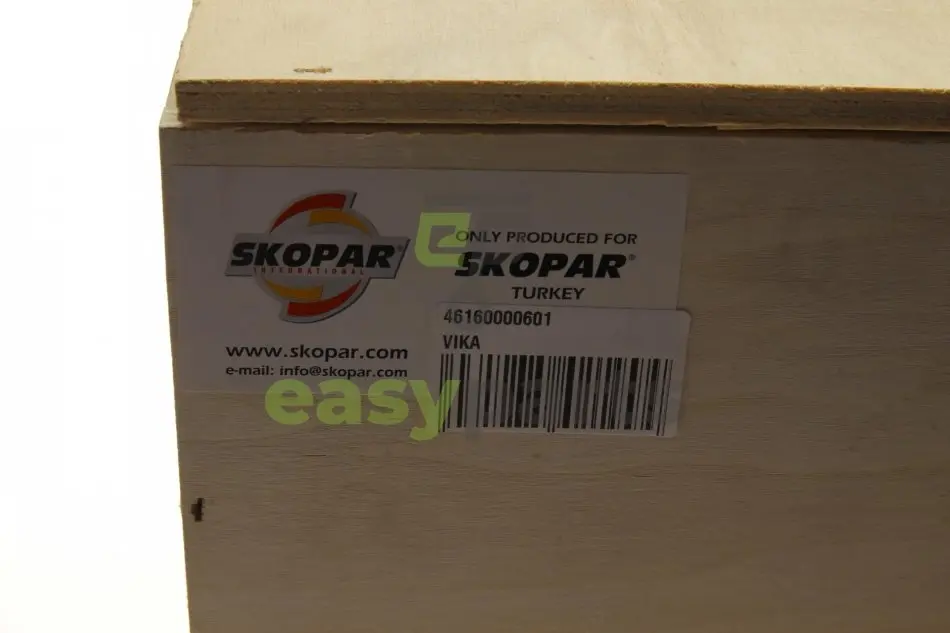 SKOPAR®
INTERNATIONAL
www.skopar.com
e-mail: info@skopar.com
ONLY PRODUCED FOR
SKOPAR®
TURKEY
46160000601
VIKA
easy